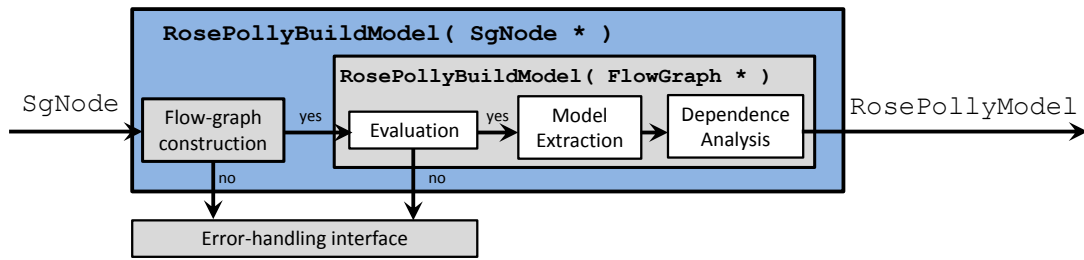 RosePollyBuildModel( SgNode * )
RosePollyBuildModel( FlowGraph * )
SgNode
RosePollyModel
Flow-graph
construction
yes
Evaluation
yes
Model
Extraction
Dependence
Analysis
no
no
Error-handling interface